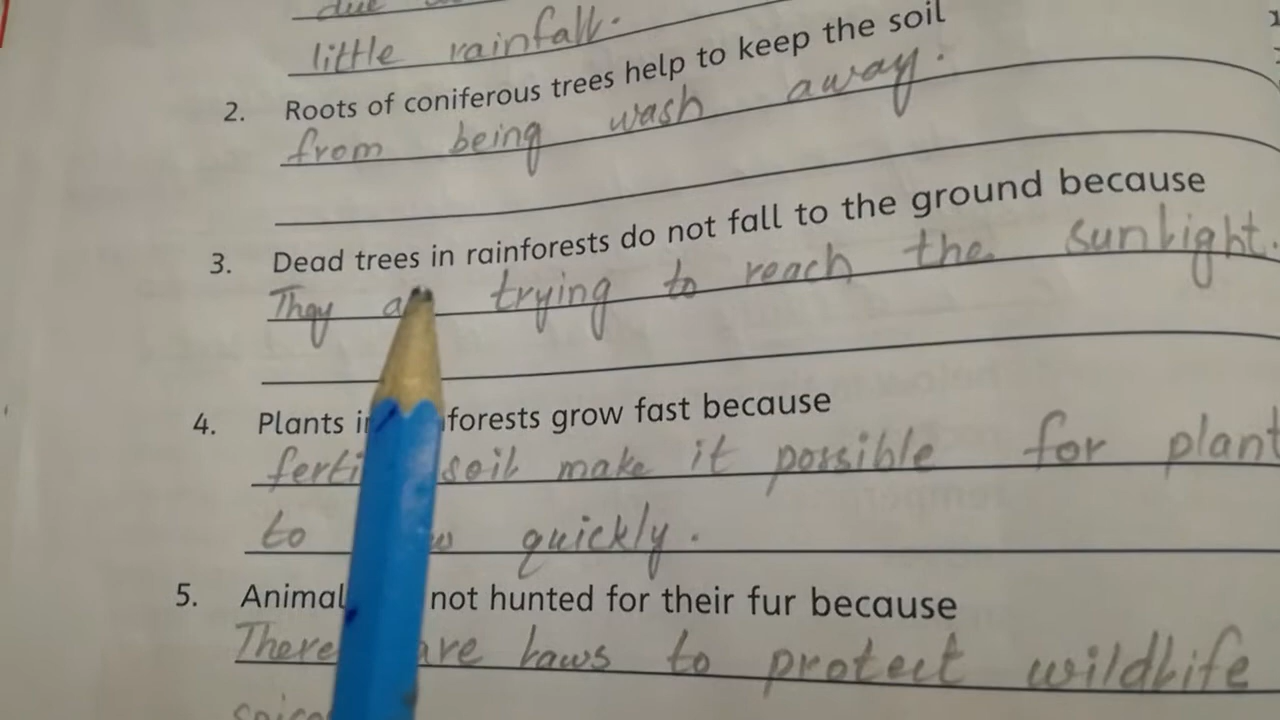 due
little rainfall.
2. Roots of coniferous trees help to keep the soil
from being wash away.
3. Dead trees in rainforests do not fall to the ground because
They trying to reach the sunlight.
4. Plants forests grow fast because
soil make it possible for plant
to quickly.
5. Animal not hunted for their fur because
There are laws to protect wildlife